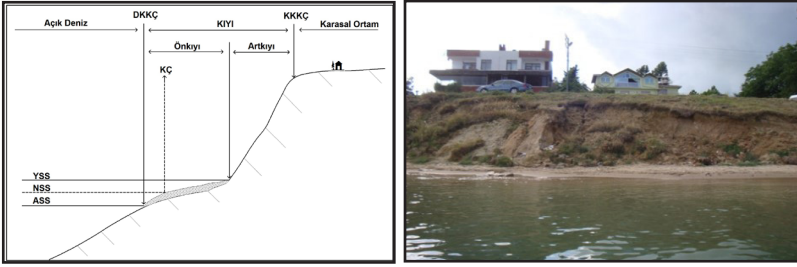 DKKÇ KKKÇ
Açık Deniz KIYI Karasal Ortam
Önkıyı Artkıyı
KÇ
YSS
NSS
ASS